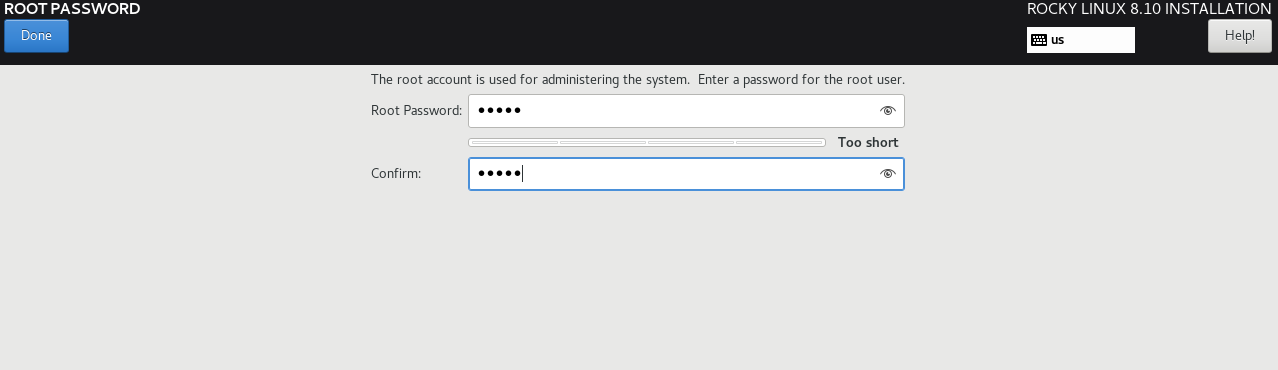 ROOT PASSWORD
ROCKY LINUX 8.10 INSTALLATION
Done
us
Help!
The root account is used for administering the system.  Enter a password for the root user.
Root Password: •••••
Too short
Confirm: •••••